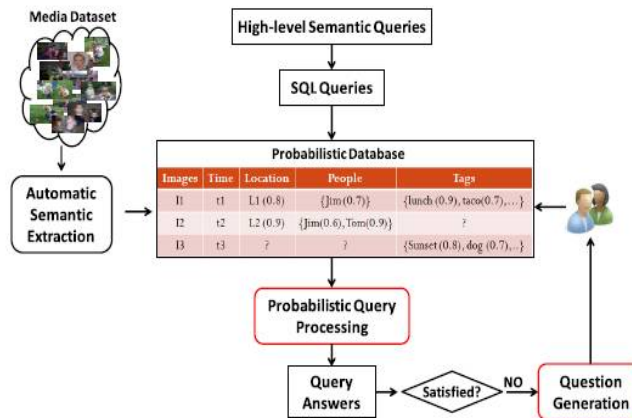 Media Dataset
High-level Semantic Queries
SQL Queries
Probabilistic Database
Images Time Location People Tags
I1 t1 L1 (0.8) {Jim(0.7)} {lunch (0.9), taco(0.7),...}
I2 t2 L2 (0.9) {Jim(0.6),Tom(0.9)} ?
I3 t3 ? ? {Sunset (0.8), dog (0.7),..}
Automatic
Semantic
Extraction
Probabilistic Query
Processing
Query
Answers
Satisfied?
NO
Question
Generation